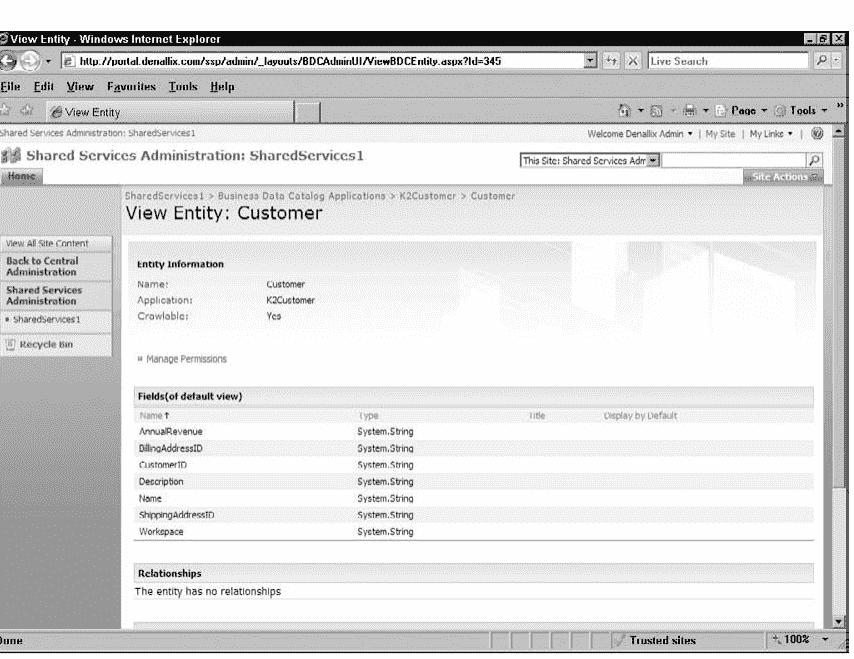 View Entity - Windows Internet Explorer
http://portal.denallix.com/ssp/admin/_layouts/BDCAdminUI/ViewBDCEntity.aspx?Id=345
Live Search
File Edit View Favorites Tools Help
View Entity
Page Tools
Shared Services Administration: SharedServices1
Welcome Denallix Admin | My Site | My Links |
Shared Services Administration: SharedServices1
This Site: Shared Services Adm
Home
Site Actions
SharedServices1 > Business Data Catalog Applications > K2Customer > Customer
View Entity: Customer
View All Site Content
Back to Central Administration
Shared Services Administration
SharedServices1
Recycle Bin
Entity Information
Name: Customer
Application: K2Customer
Crawlable: Yes
Manage Permissions
Fields(of default view)
Name Type Title Display by Default
AnnualRevenue System.String
BillingAddressID System.String
CustomerID System.String
Description System.String
Name System.String
ShippingAddressID System.String
Workspace System.String
Relationships
The entity has no relationships
Done
Trusted sites
100%